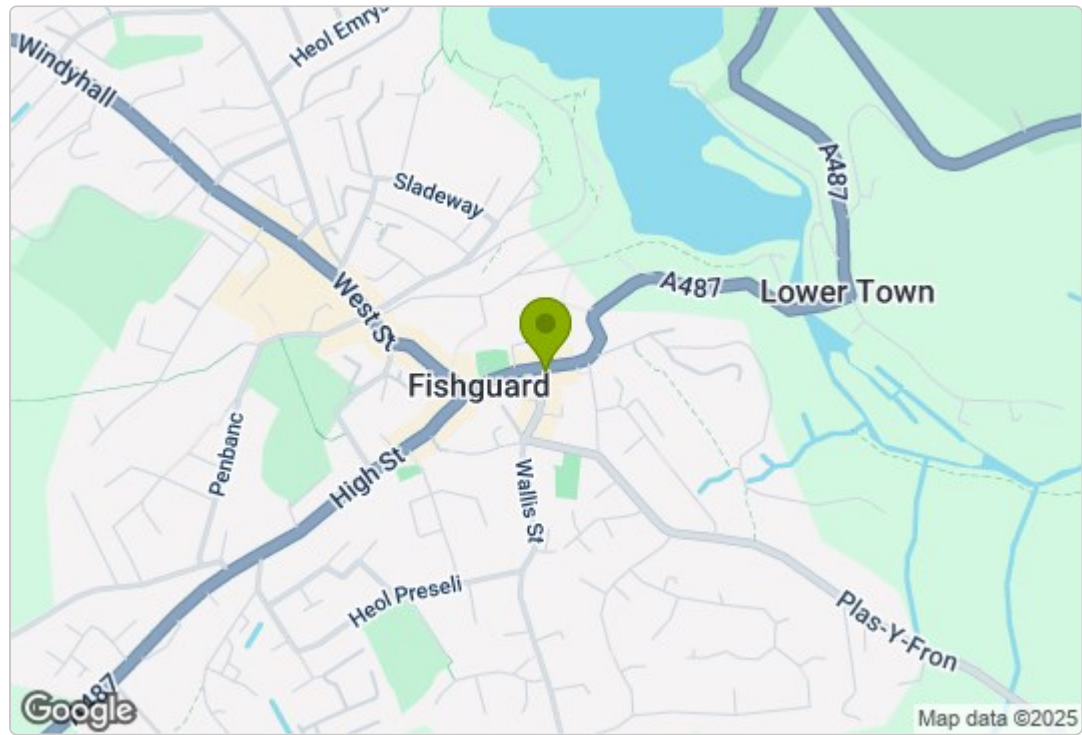 Heol Emrys
Windyhall
A487
Sladeway
West St
A487
Lower Town
Fishguard
Penbanc
High St
Wallis St
Heol Preseli
Plas-Y-Fron
A487
Google
Map data ©2025